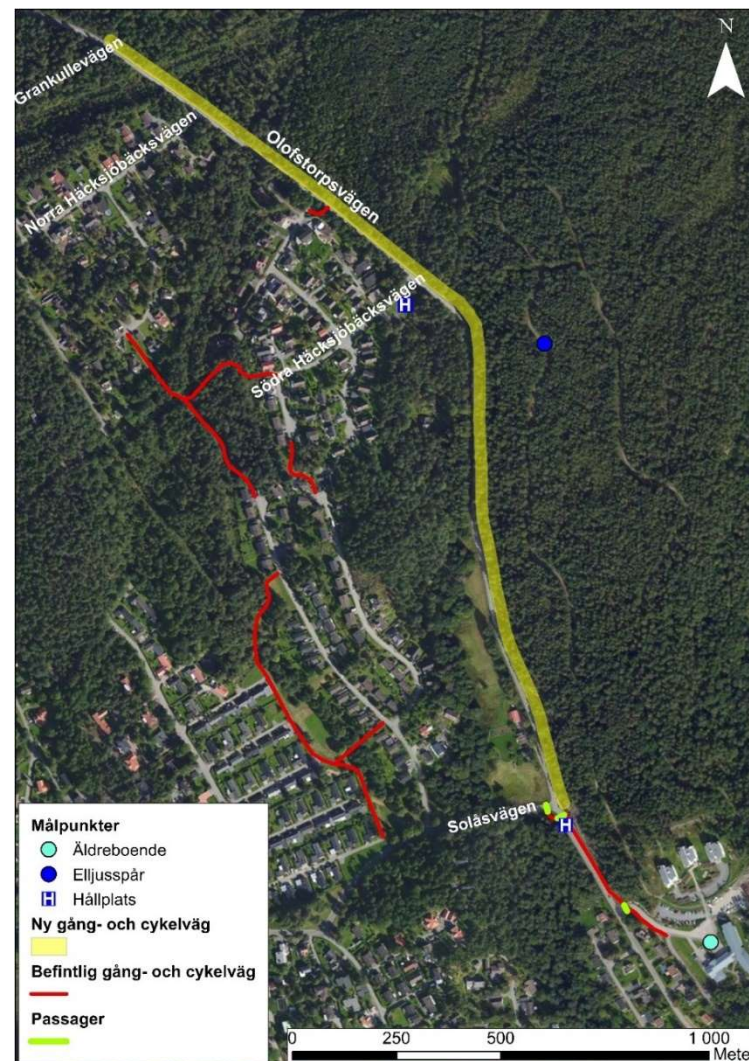 N
Grankullevägen
Olofstorpsvägen
Norra Häcksjöbäcksvägen
H
Södra Häcksjöbäcksvägen
Solåsvägen
H
Målpunkter
Äldreboende
Elljusspår
H Hållplats
Ny gång- och cykelväg
Befintlig gång- och cykelväg
Passager
0 250 500 1 000
Mete